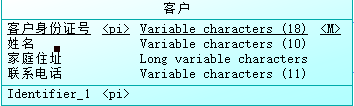 客户
客户身份证号 <pi> Variable characters (18) <M>
姓名 Variable characters (10)
家庭住址 Long variable characters
联系电话 Variable characters (11)
Identifier_1 <pi>